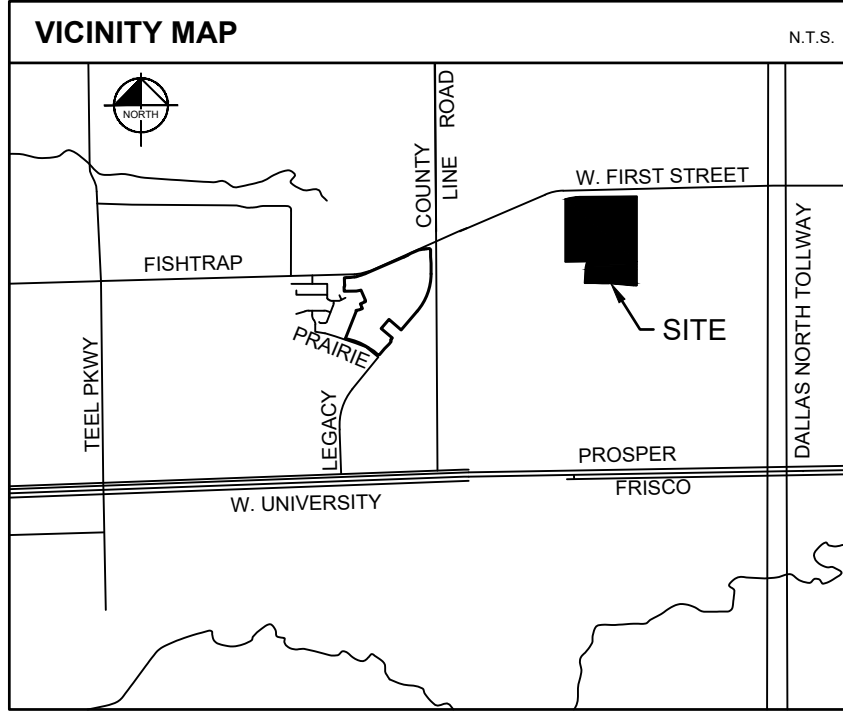 VICINITY MAP
N.T.S.
NORTH
COUNTY
LINE ROAD
W. FIRST STREET
FISHTRAP
DALLAS NORTH TOLLWAY
SITE
PRAIRIE
TEEL PKWY
LEGACY
PROSPER
FRISCO
W. UNIVERSITY